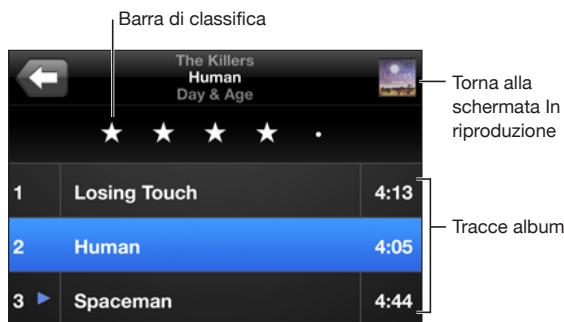 Barra di classifica
The Killers
Human
Day & Age
Torna alla
schermata In
riproduzione
1 Losing Touch 4:13
2 Human 4:05
3 Spaceman 4:44
Tracce album